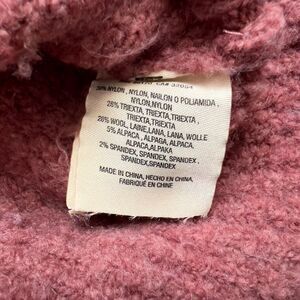 39% NYLON , NYLON, NAILON O POLIAMIDA ,
NYLON,NYLON
28% TRIEXTA, TRIEXTA,TRIEXTA ,
TRIEXTA,TRIEXTA
26% WOOL, LAINE,LANA, LANA, WOLLE
5% ALPACA, ALPAGA, ALPACA,
ALPACA, ALPAKA
2% SPANDEX, SPANDEX, SPANDEX ,
SPANDEX,SPANDEX
MADE IN CHINA, HECHO EN CHINA,
FABRIQUÉ EN CHINE